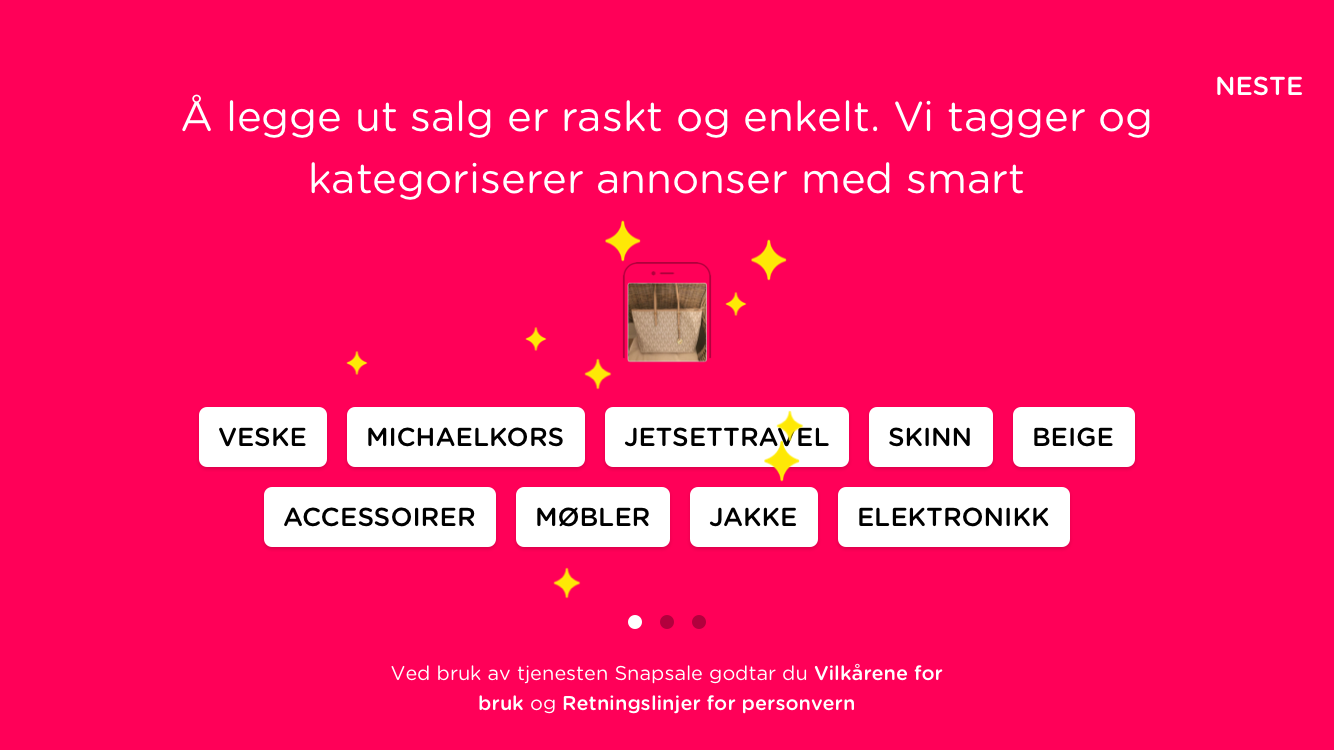 NESTE
Å legge ut salg er raskt og enkelt. Vi tagger og
kategoriserer annonser med smart
VESKE MICHAELKORS JETSETTRAVEL SKINN BEIGE
ACCESSOIRER MØBLER JAKKE ELEKTRONIKK
Ved bruk av tjenesten Snapsale godtar du Vilkårene for
bruk og Retningslinjer for personvern